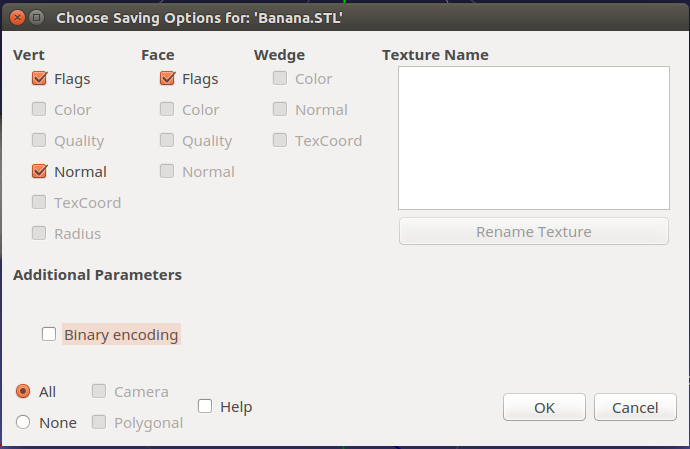 Choose Saving Options for: 'Banana.STL'
Vert Face Wedge Texture Name
Flags Flags Color
Color Color Normal
Quality Quality TexCoord
Normal Normal
TexCoord
Radius
Rename Texture
Additional Parameters
Binary encoding
All Camera
None Polygonal
Help
OK Cancel